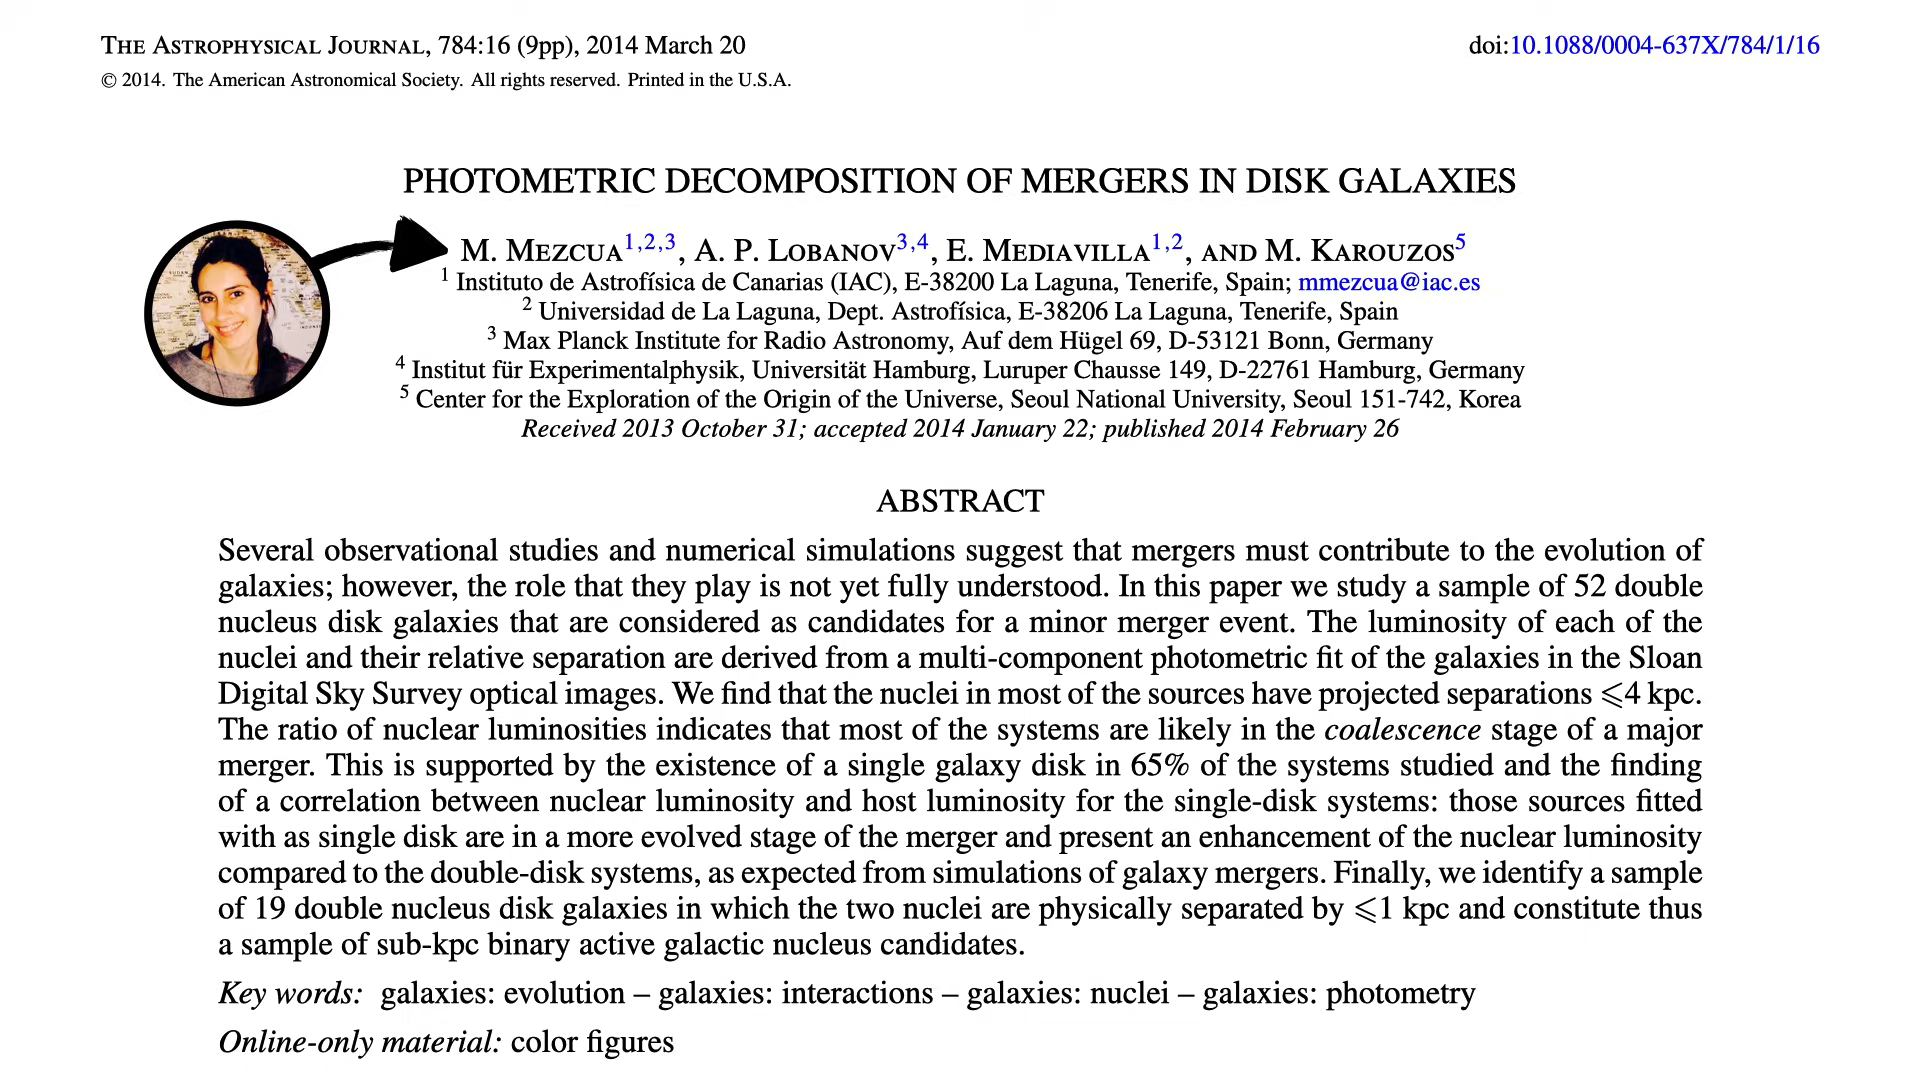 THE ASTROPHYSICAL JOURNAL, 784:16 (9pp), 2014 March 20
doi:10.1088/0004-637X/784/1/16
© 2014. The American Astronomical Society. All rights reserved. Printed in the U.S.A.
PHOTOMETRIC DECOMPOSITION OF MERGERS IN DISK GALAXIES
M. MEZCUA1,2,3, A. P. LOBANOV3,4, E. MEDIAVILLA1,2, AND M. KAROUZOS5
1 Instituto de Astrofísica de Canarias (IAC), E-38200 La Laguna, Tenerife, Spain; mmezcua@iac.es
2 Universidad de La Laguna, Dept. Astrofísica, E-38206 La Laguna, Tenerife, Spain
3 Max Planck Institute for Radio Astronomy, Auf dem Hügel 69, D-53121 Bonn, Germany
4 Institut für Experimentalphysik, Universität Hamburg, Luruper Chausse 149, D-22761 Hamburg, Germany
5 Center for the Exploration of the Origin of the Universe, Seoul National University, Seoul 151-742, Korea
Received 2013 October 31; accepted 2014 January 22; published 2014 February 26
ABSTRACT
Several observational studies and numerical simulations suggest that mergers must contribute to the evolution of
galaxies; however, the role that they play is not yet fully understood. In this paper we study a sample of 52 double
nucleus disk galaxies that are considered as candidates for a minor merger event. The luminosity of each of the
nuclei and their relative separation are derived from a multi-component photometric fit of the galaxies in the Sloan
Digital Sky Survey optical images. We find that the nuclei in most of the sources have projected separations ⩽4 kpc.
The ratio of nuclear luminosities indicates that most of the systems are likely in the coalescence stage of a major
merger. This is supported by the existence of a single galaxy disk in 65% of the systems studied and the finding
of a correlation between nuclear luminosity and host luminosity for the single-disk systems: those sources fitted
with as single disk are in a more evolved stage of the merger and present an enhancement of the nuclear luminosity
compared to the double-disk systems, as expected from simulations of galaxy mergers. Finally, we identify a sample
of 19 double nucleus disk galaxies in which the two nuclei are physically separated by ⩽1 kpc and constitute thus
a sample of sub-kpc binary active galactic nucleus candidates.
Key words: galaxies: evolution – galaxies: interactions – galaxies: nuclei – galaxies: photometry
Online-only material: color figures